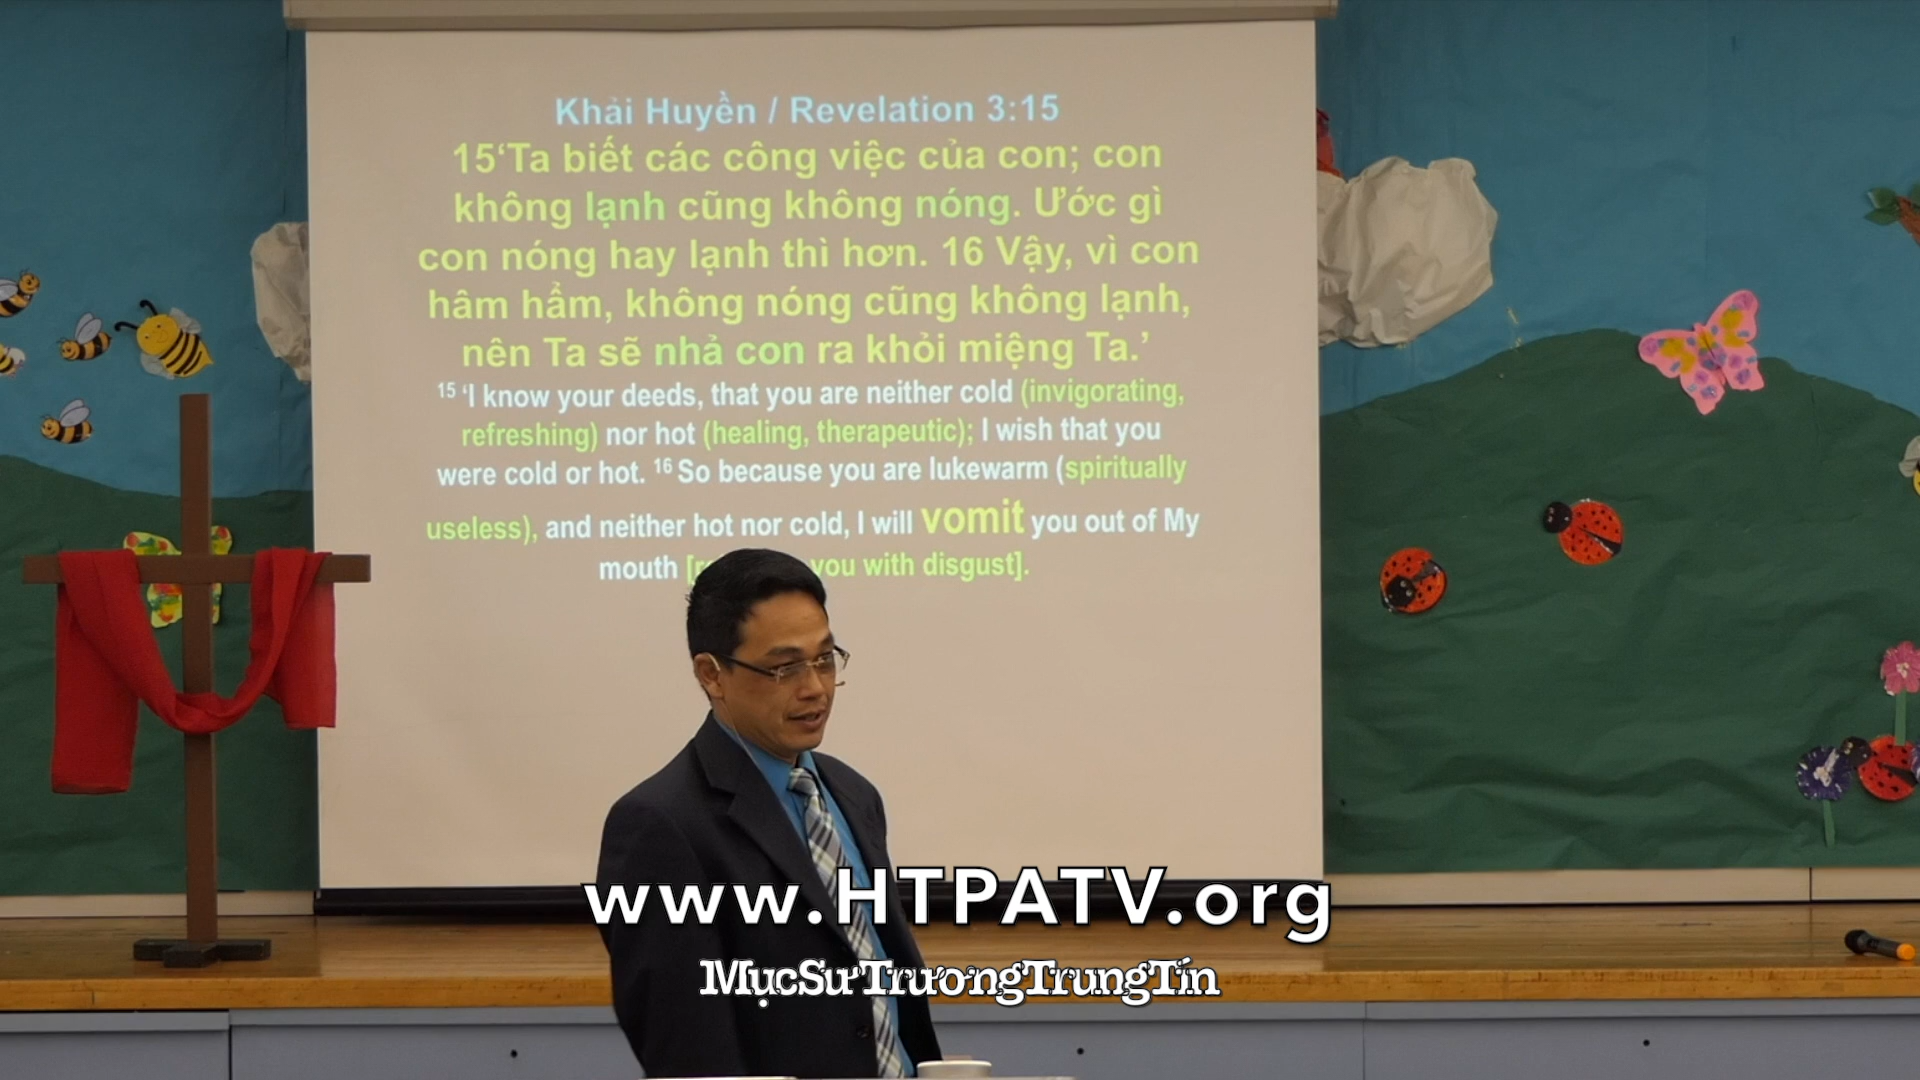 Khải Huyền / Revelation 3:15
15‘Ta biết các công việc của con; con
không lạnh cũng không nóng. Ước gì
con nóng hay lạnh thì hơn. 16 Vậy, vì con
hâm hẩm, không nóng cũng không lạnh,
nên Ta sẽ nhả con ra khỏi miệng Ta.’
15 ‘I know your deeds, that you are neither cold (invigorating,
refreshing) nor hot (healing, therapeutic); I wish that you
were cold or hot. 16 So because you are lukewarm (spiritually
useless), and neither hot nor cold, I will vomit you out of My
mouth you with disgust].
www.HTPATV.org
MụcSưTrươngTrungTín